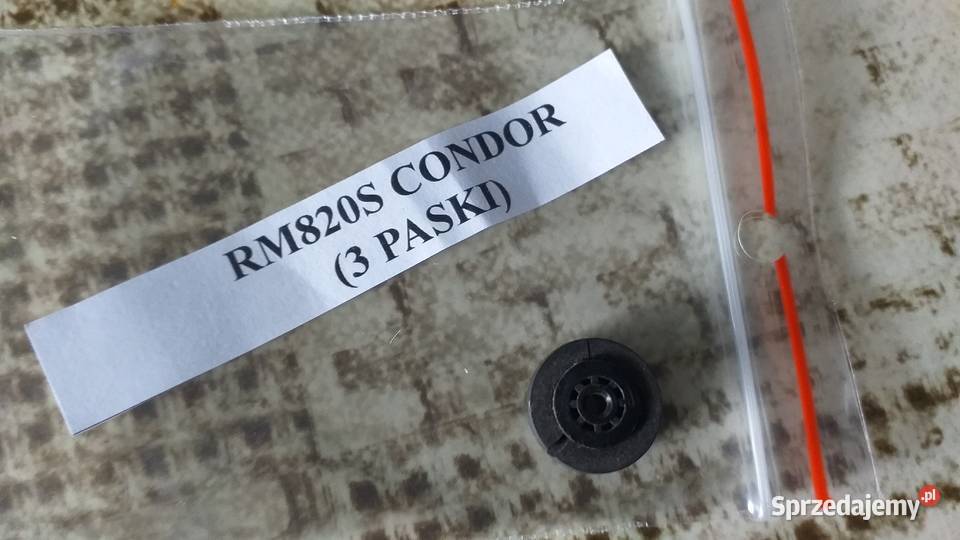 RM820S CONDOR
(3 PASKI)
Sprzedajemy.pl